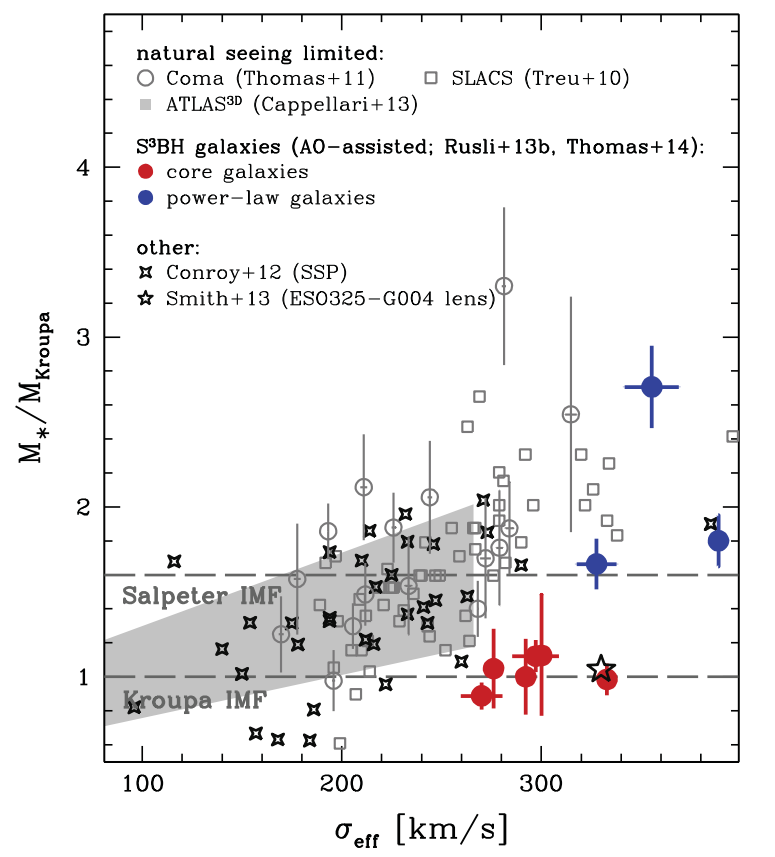 natural seeing limited:
Coma (Thomas+11) SLACS (Treu+10)
ATLAS³ᴰ (Cappellari+13)
S³BH galaxies (AO-assisted; Rusli+13b, Thomas+14):
core galaxies
power-law galaxies
other:
Conroy+12 (SSP)
Smith+13 (ESO325-G004 lens)
4
3
2
1
M*/M_Kroupa
Salpeter IMF
Kroupa IMF
100 200 300
σ_eff [km/s]